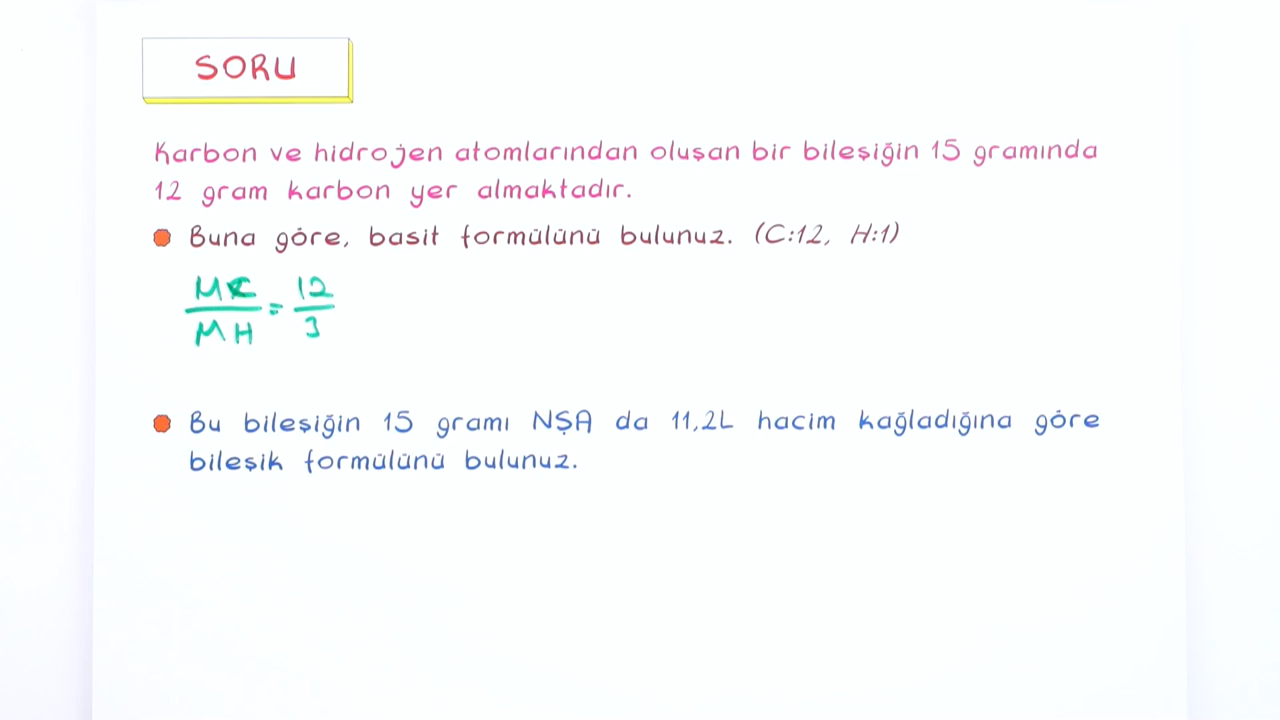 SORU
Karbon ve hidrojen atomlarından oluşan bir bileşiğin 15 gramında
12 gram karbon yer almaktadır.
Buna göre, basit formülünü bulunuz. (C:12, H:1)
MC / MH = 12 / 3
Bu bileşiğin 15 gramı NŞA da 11,2L hacim kağladığına göre
bileşik formülünü bulunuz.